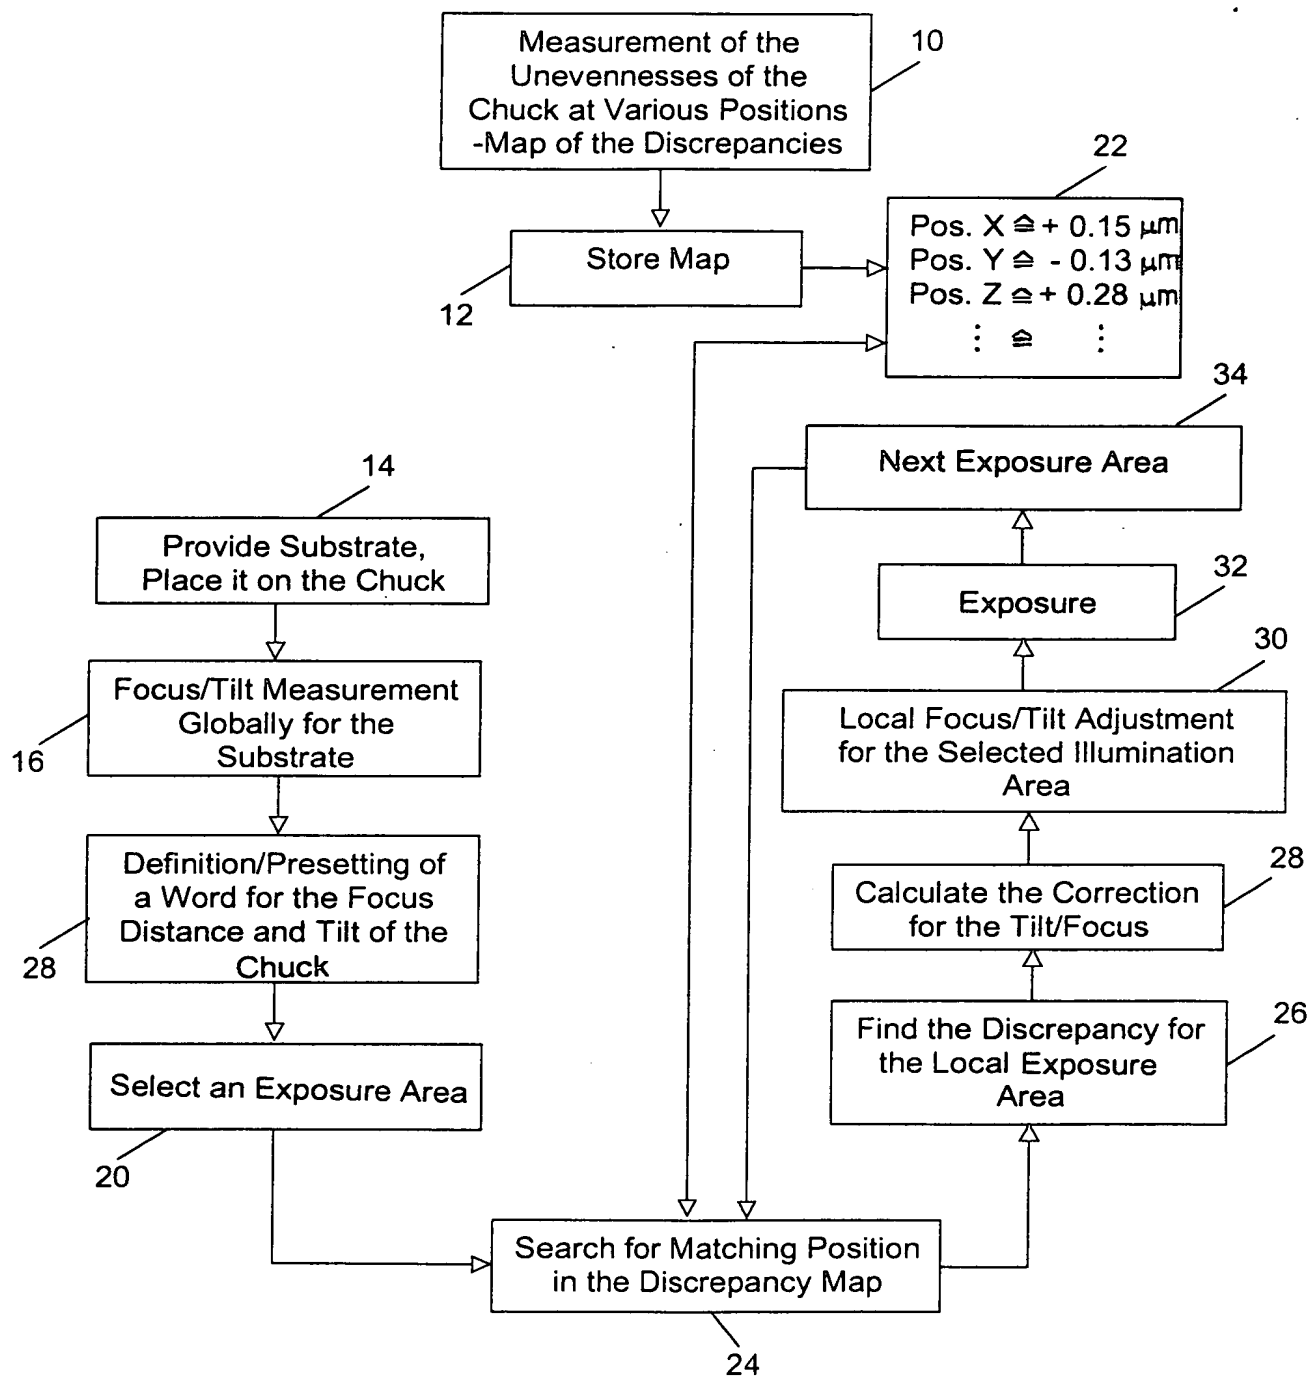 Measurement of the
Unevennesses of the
Chuck at Various Positions
-Map of the Discrepancies
10
Store Map
12
22
Pos. X ≙ + 0.15 μm
Pos. Y ≙ - 0.13 μm
Pos. Z ≙ + 0.28 μm
⋮ ≙ ⋮
34
Next Exposure Area
14
Provide Substrate,
Place it on the Chuck
32
Exposure
16
Focus/Tilt Measurement
Globally for the
Substrate
30
Local Focus/Tilt Adjustment
for the Selected Illumination
Area
28
Definition/Presetting of
a Word for the Focus
Distance and Tilt of the
Chuck
28
Calculate the Correction
for the Tilt/Focus
26
Find the Discrepancy for
the Local Exposure
Area
Select an Exposure Area
20
Search for Matching Position
in the Discrepancy Map
24